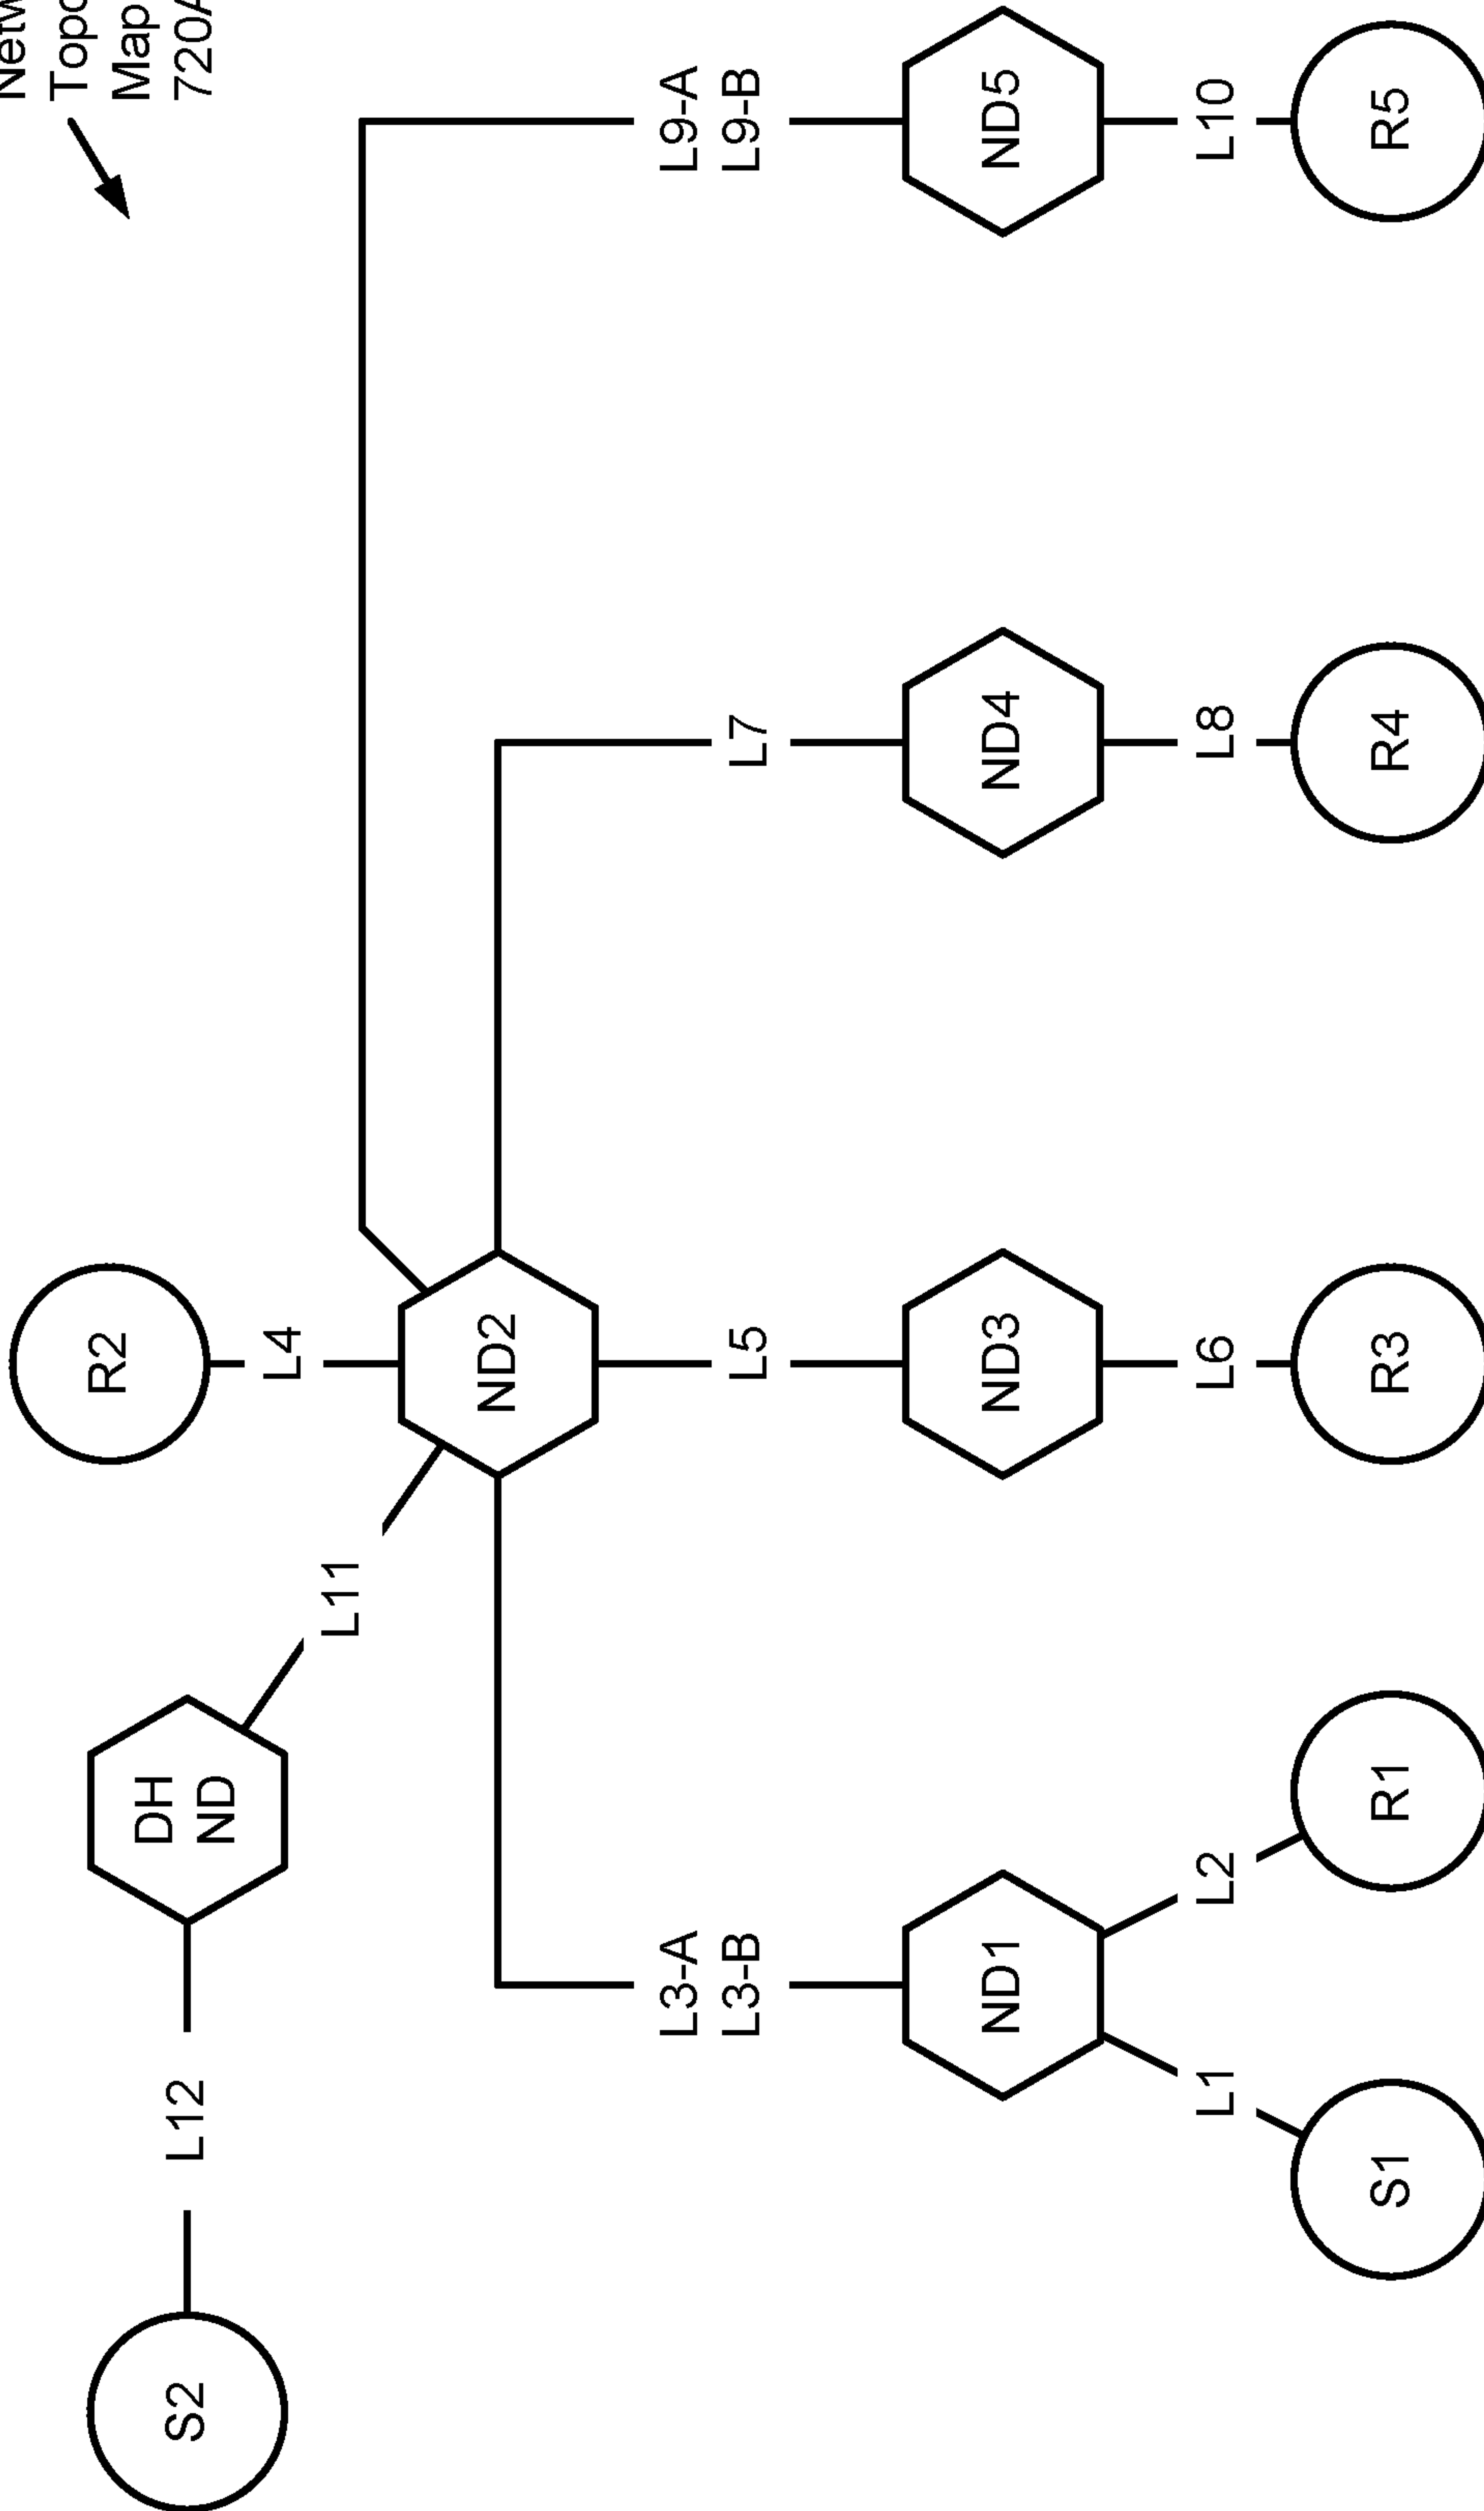 Map
720A
S2
L12
DH
ND
L11
R2
L4
ND2
L3-A
L3-B
L5
L7
L9-A
L9-B
ND1
ND3
ND4
ND5
L1
L2
L6
L8
L10
S1
R1
R3
R4
R5